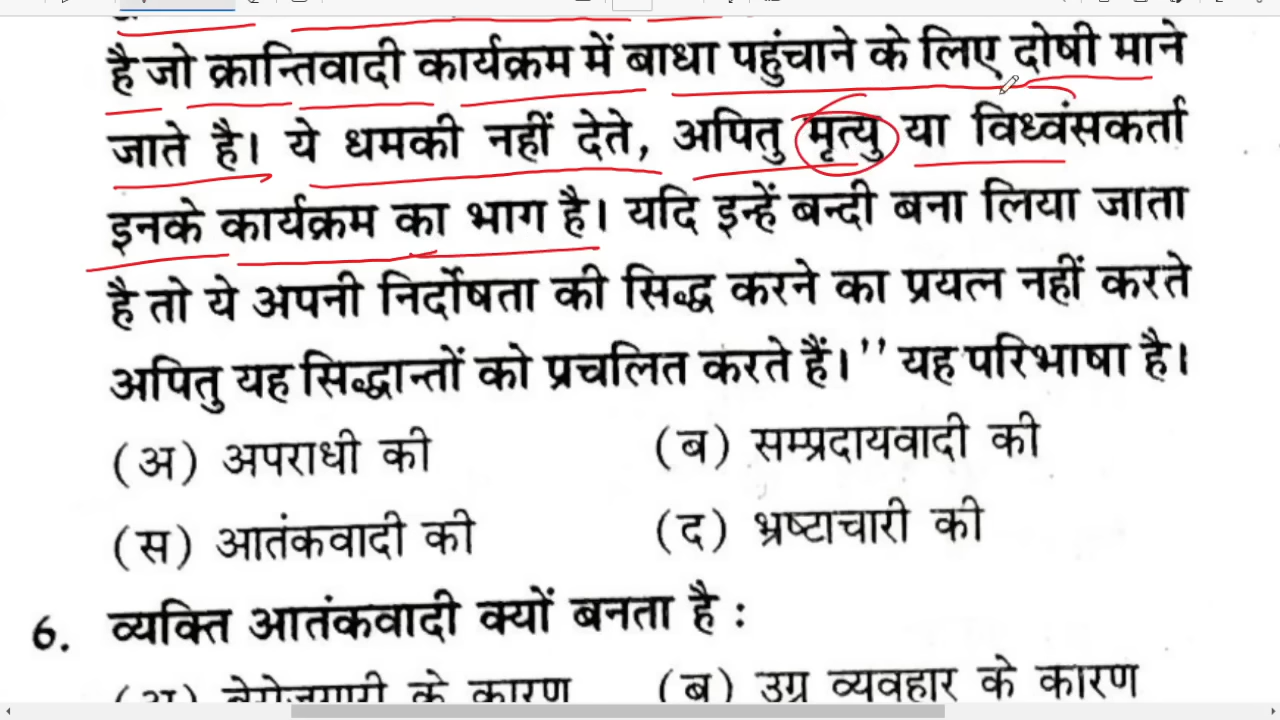 है जो क्रान्तिवादी कार्यक्रम में बाधा पहुंचाने के लिए दोषी माने
जाते है। ये धमकी नहीं देते, अपितु मृत्यु या विध्वंसकर्ता
इनके कार्यक्रम का भाग है। यदि इन्हें बन्दी बना लिया जाता
है तो ये अपनी निर्दोषता की सिद्ध करने का प्रयत्न नहीं करते
अपितु यह सिद्धान्तों को प्रचलित करते हैं।’’ यह परिभाषा है।
(अ) अपराधी की (ब) सम्प्रदायवादी की
(स) आतंकवादी की (द) भ्रष्टाचारी की
6. व्यक्ति आतंकवादी क्यों बनता है :
(अ) बेरोजगारी के कारण (ब) उग्र व्यवहार के कारण